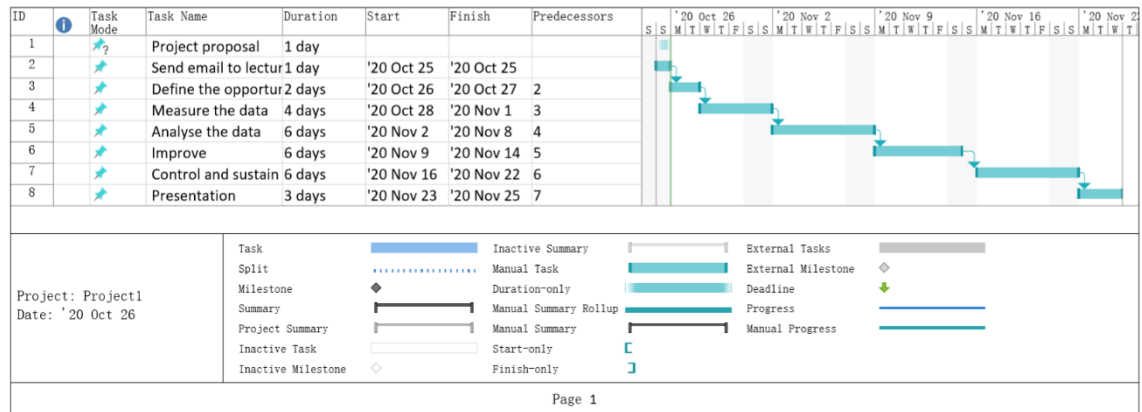 ID Task Mode Task Name Duration Start Finish Predecessors '20 Oct 26 '20 Nov 2 '20 Nov 9 '20 Nov 16 '20 Nov 2
S S M T W T F S S M T W T F S S M T W T F S S M T W T F S S M T W T
1 Project proposal 1 day
2 Send email to lectur 1 day '20 Oct 25 '20 Oct 25
3 Define the opportur 2 days '20 Oct 26 '20 Oct 27 2
4 Measure the data 4 days '20 Oct 28 '20 Nov 1 3
5 Analyse the data 6 days '20 Nov 2 '20 Nov 8 4
6 Improve 6 days '20 Nov 9 '20 Nov 14 5
7 Control and sustain 6 days '20 Nov 16 '20 Nov 22 6
8 Presentation 3 days '20 Nov 23 '20 Nov 25 7
Project: Project1
Date: '20 Oct 26
Task Inactive Summary External Tasks
Split Manual Task External Milestone
Milestone Duration-only Deadline
Summary Manual Summary Rollup Progress
Project Summary Manual Summary Manual Progress
Inactive Task Start-only
Inactive Milestone Finish-only
Page 1